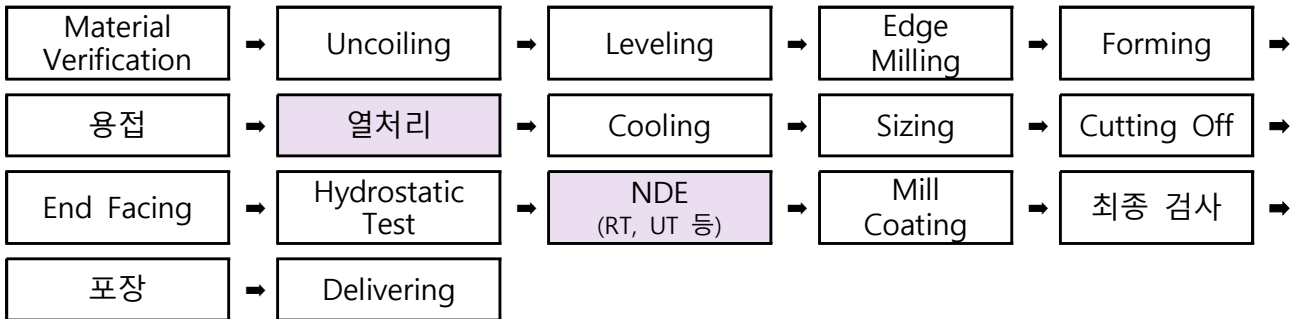 Material Verification ➡ Uncoiling ➡ Leveling ➡ Edge Milling ➡ Forming ➡
용접 ➡ 열처리 ➡ Cooling ➡ Sizing ➡ Cutting Off ➡
End Facing ➡ Hydrostatic Test ➡ NDE (RT, UT 등) ➡ Mill Coating ➡ 최종 검사 ➡
포장 ➡ Delivering